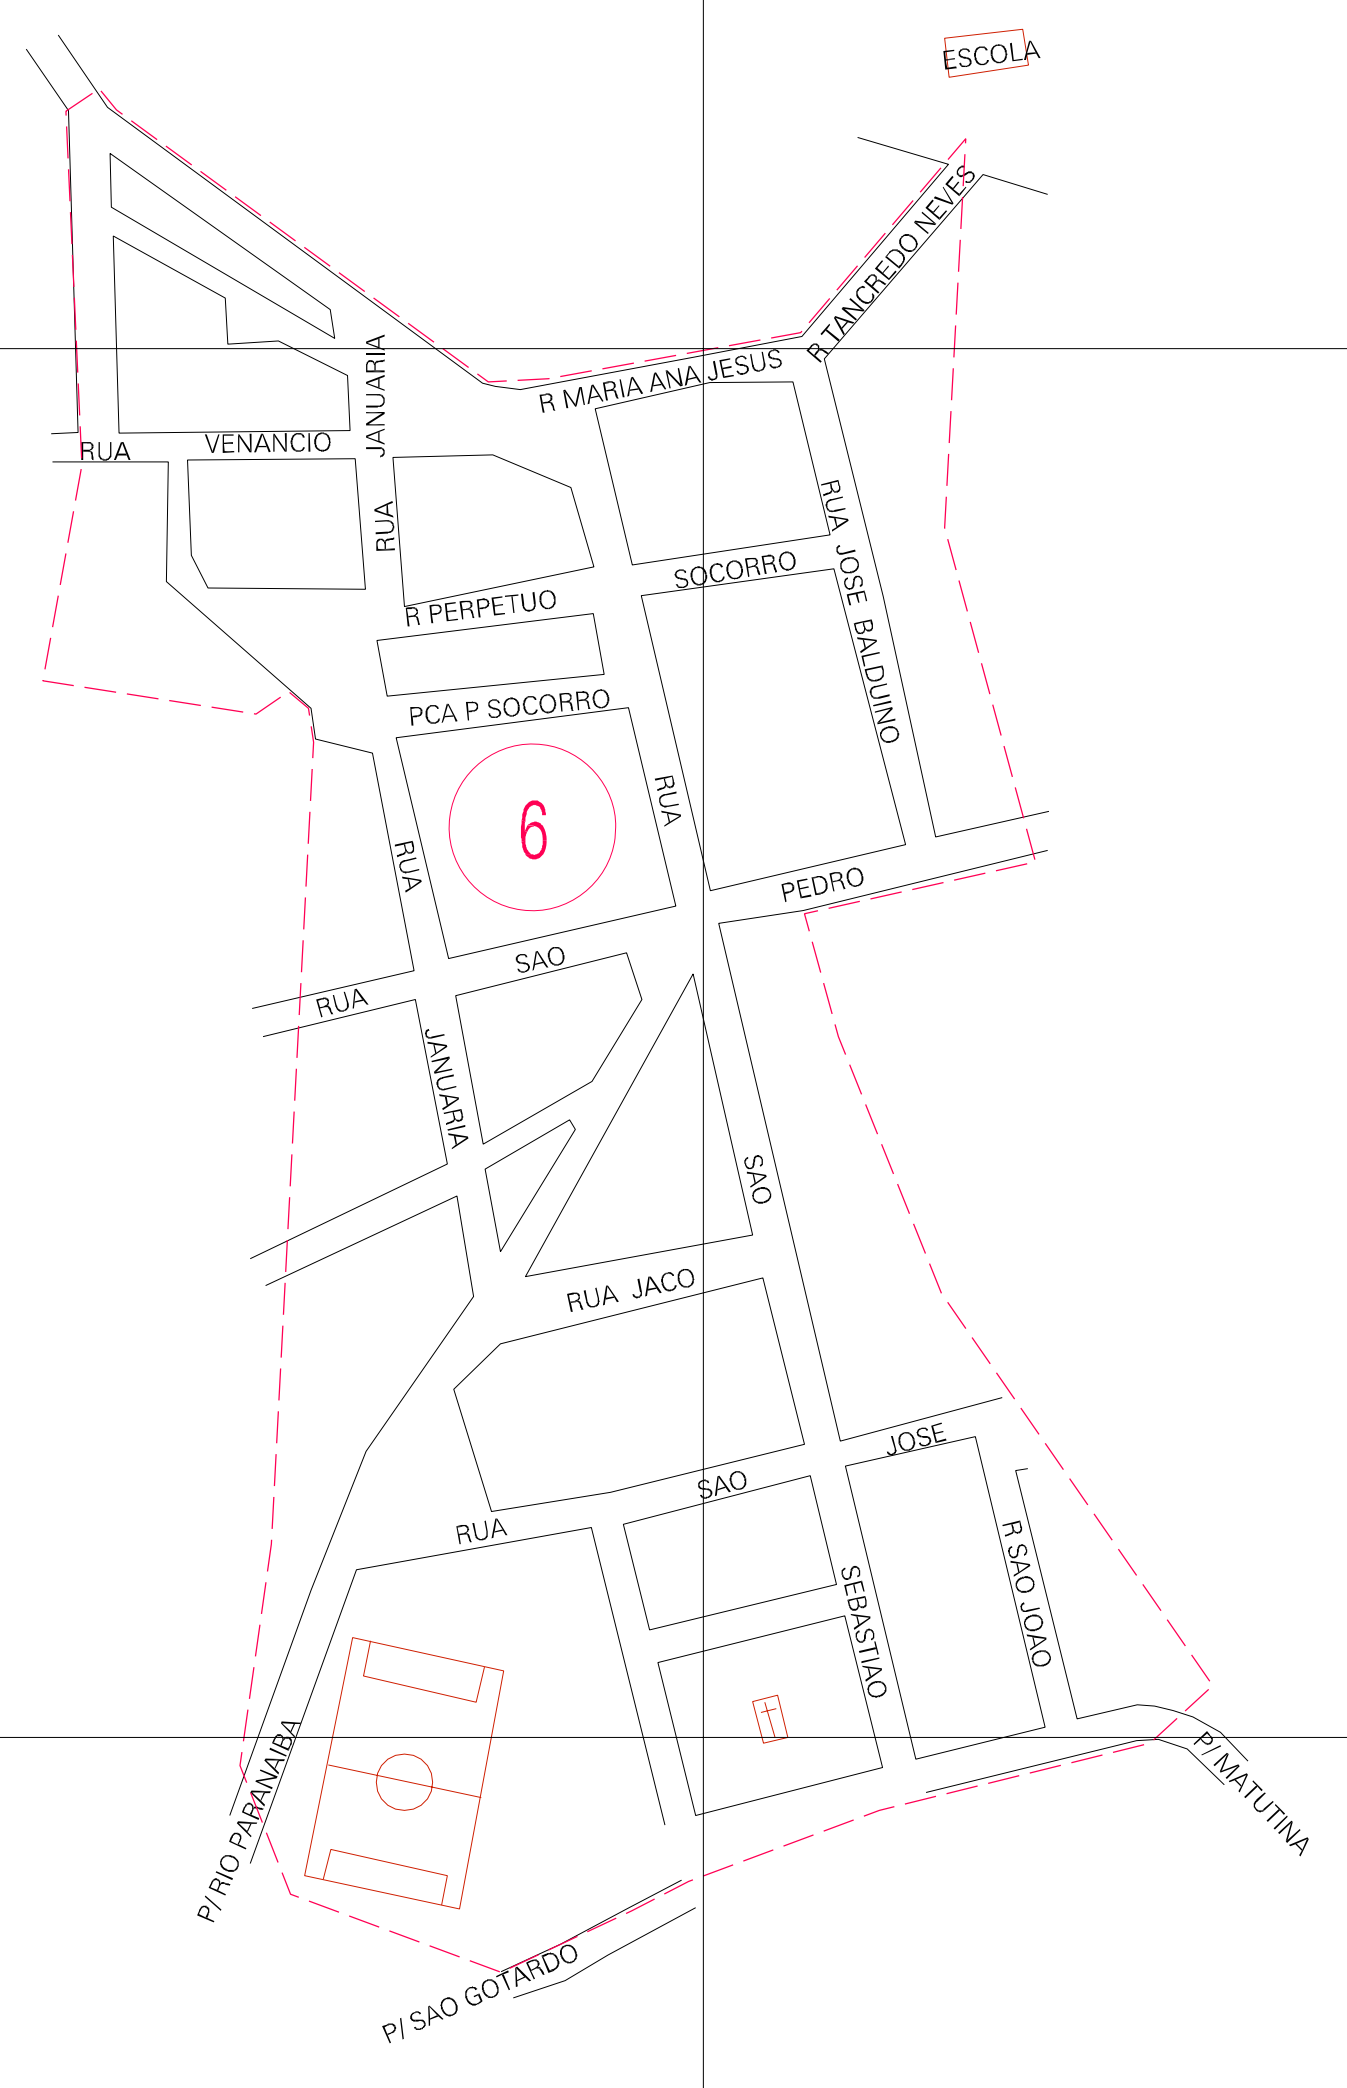 ESCOLA
R TANCREDO NEVES
R MARIA ANA JESUS
JANUARIA
RUA
VENANCIO
RUA
RUA JOSE BALDUINO
SOCORRO
R PERPETUO
PCA P SOCORRO
6
RUA
RUA
PEDRO
SAO
RUA
JANUARIA
SAO
RUA JACO
JOSE
SAO
RUA
R SAO JOAO
SEBASTIAO
P/ RIO PARANAIBA
P/ MATUTINA
P/ SAO GOTARDO